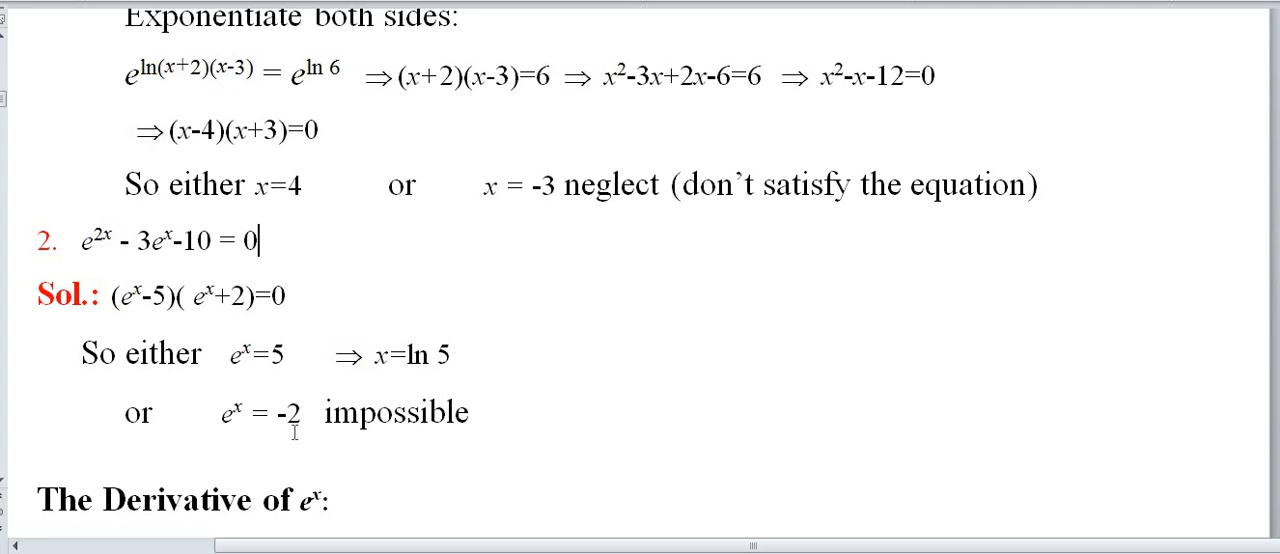 Exponentiate both sides:
e^ln(x+2)(x-3) = e^ln 6 ⇒(x+2)(x-3)=6 ⇒ x²-3x+2x-6=6 ⇒ x²-x-12=0
⇒(x-4)(x+3)=0
So either x=4 or x = -3 neglect (don't satisfy the equation)
2. e^2x - 3e^x-10 = 0
Sol.: (e^x-5)( e^x+2)=0
So either e^x=5 ⇒ x=ln 5
or e^x = -2 impossible
The Derivative of e^x: